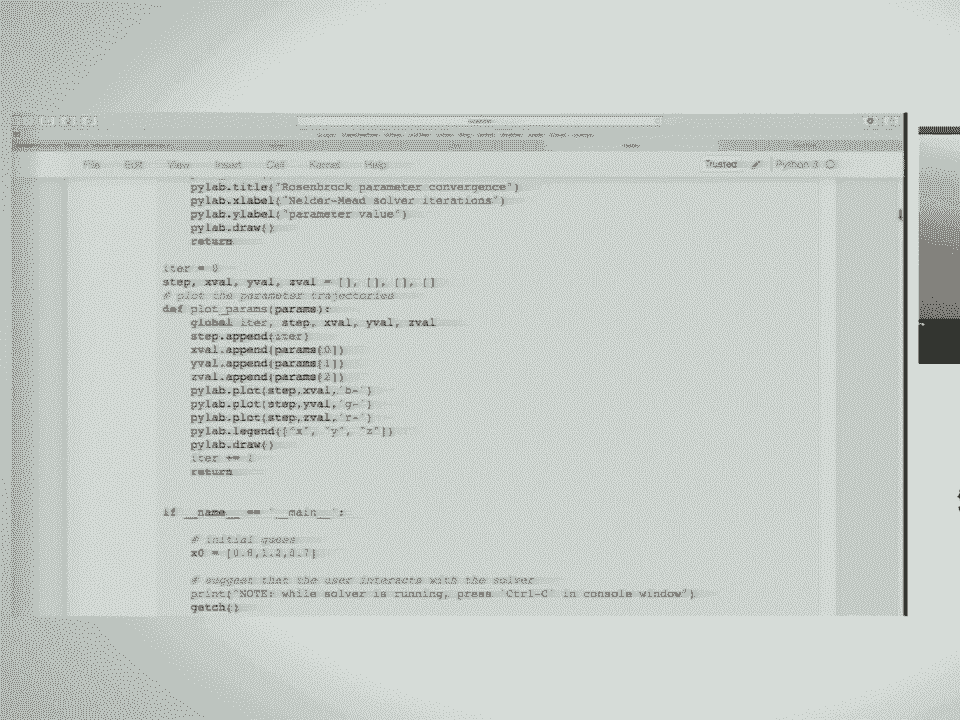 File Edit View Insert Cell Kernel Help Trusted Python 3
pylab.title("Rosenbrock parameter convergence")
pylab.xlabel("Nelder-Mead solver iterations")
pylab.ylabel("parameter value")
pylab.draw()
return
iter = 0
step, xval, yval, zval = [], [], [], []
# plot the parameter trajectories
def plot_params(params):
global iter, step, xval, yval, zval
step.append(iter)
xval.append(params[0])
yval.append(params[1])
zval.append(params[2])
pylab.plot(step,xval,'b-')
pylab.plot(step,yval,'g-')
pylab.plot(step,zval,'r-')
pylab.legend(["x", "y", "z"])
pylab.draw()
iter += 1
return
if __name__ == '__main__':
# initial guess
x0 = [0.8,1.2,0.7]
# suggest that the user interacts with the solver
print("NOTE: while solver is running, press 'Ctrl-C' in console window")
getch()